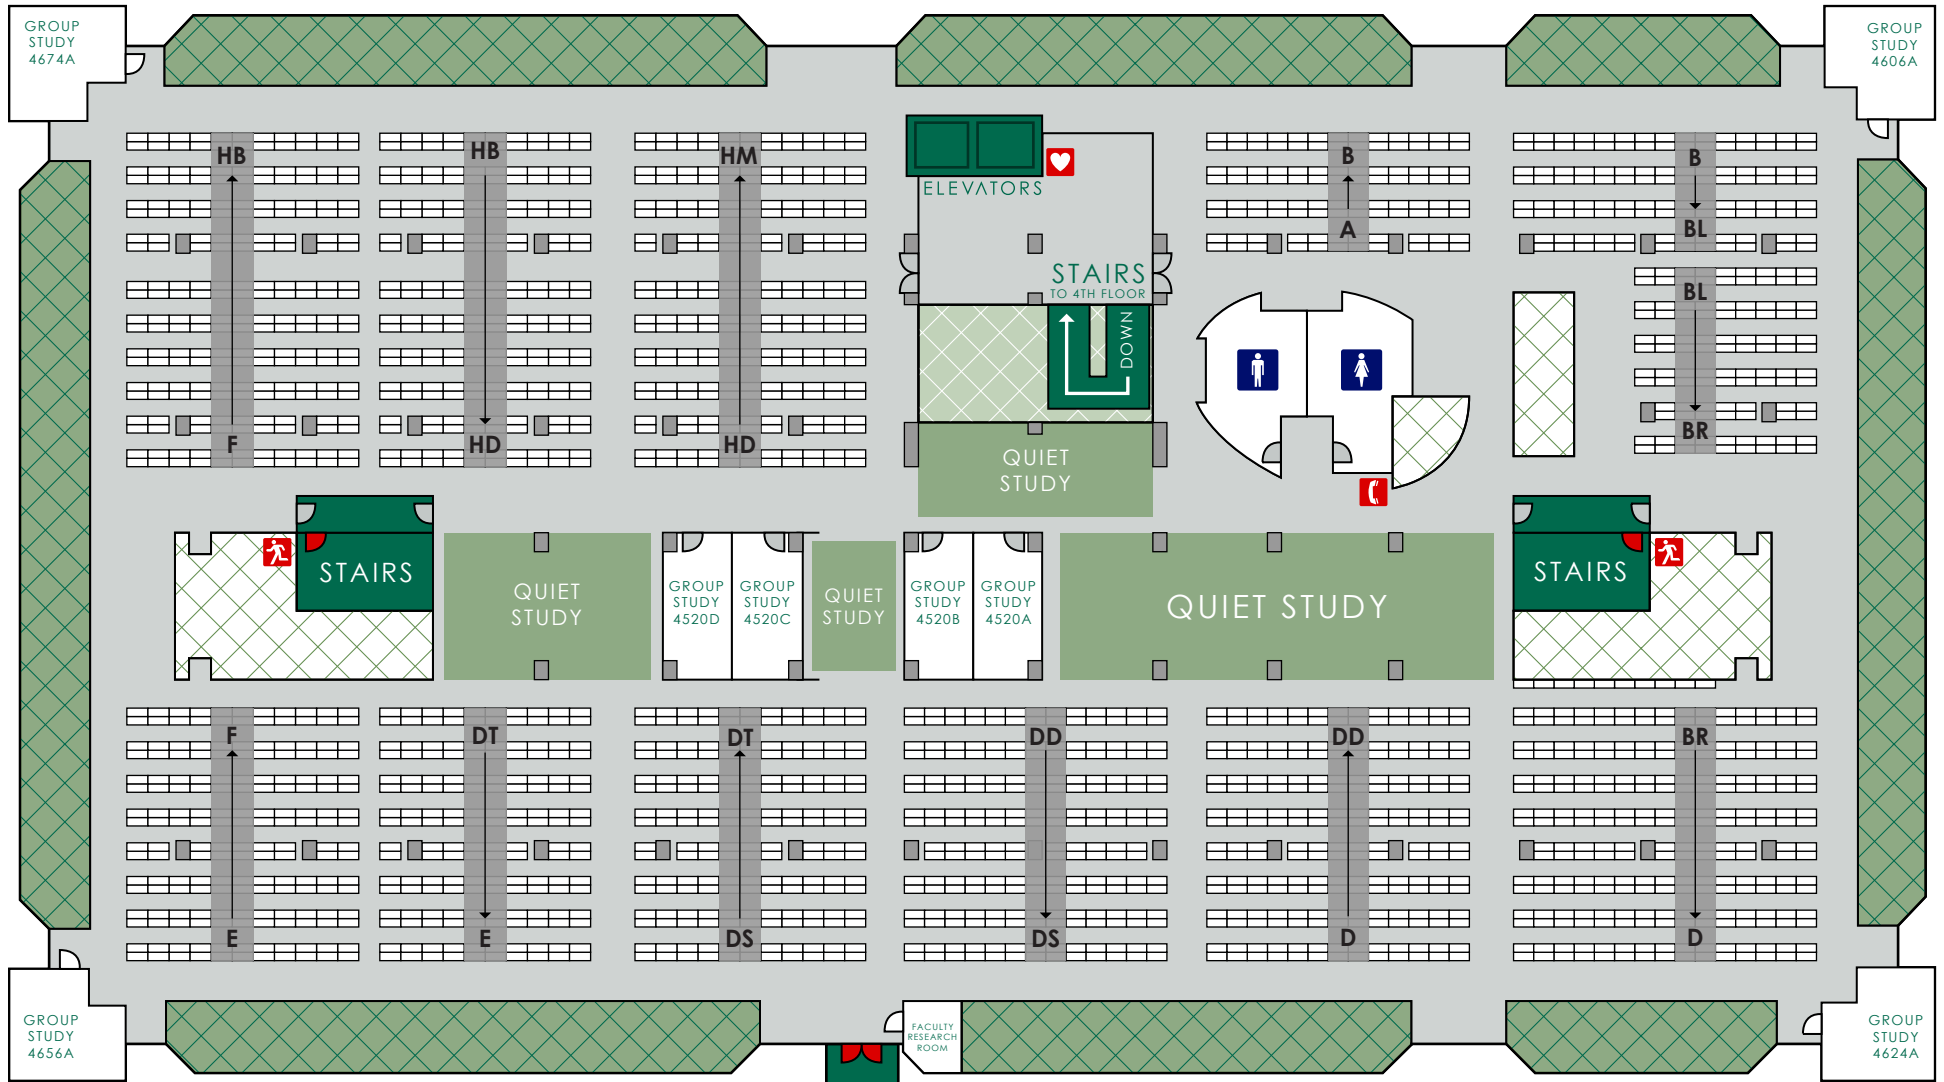 GROUP
STUDY
4674A
GROUP
STUDY
4606A
HB
HB
HM
ELEVATORS
B
A
B
BL
STAIRS
TO 4TH FLOOR
DOWN
BL
BR
F
HD
HD
QUIET
STUDY
STAIRS
QUIET
STUDY
GROUP
STUDY
4520D
GROUP
STUDY
4520C
QUIET
STUDY
GROUP
STUDY
4520B
GROUP
STUDY
4520A
QUIET STUDY
STAIRS
F
DT
DT
DD
DD
BR
E
E
DS
DS
D
D
GROUP
STUDY
4656A
FACULTY
RESEARCH
ROOM
GROUP
STUDY
4624A